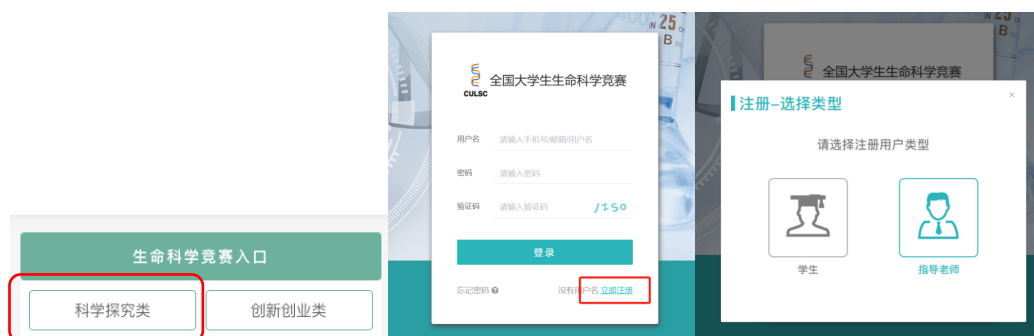 生命科学竞赛入口
科学探究类
创新创业类
CULSC
全国大学生生命科学竞赛
用户名 请输入手机号/邮箱/用户名
密码 请输入密码
验证码 请输入验证码
登录
忘记密码
没有用户名 立即注册
25
B
全国大学生生命科学竞赛
注册-选择类型
×
请选择注册用户类型
学生
指导老师